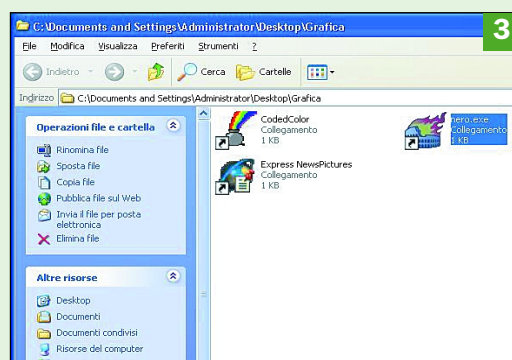 C:\Documents and Settings\Administrator\Desktop\Grafica
3
File Modifica Visualizza Preferiti Strumenti ?
Indietro Cerca Cartelle
Indirizzo C:\Documents and Settings\Administrator\Desktop\Grafica
Operazioni file e cartella
Rinomina file
Sposta file
Copia file
Pubblica file sul Web
Invia il file per posta
elettronica
Elimina file
Altre risorse
Desktop
Documenti
Documenti condivisi
Risorse del computer
CodedColor
Collegamento
1 KB
nero.exe
Collegamento
1 KB
Express NewsPictures
Collegamento
1 KB